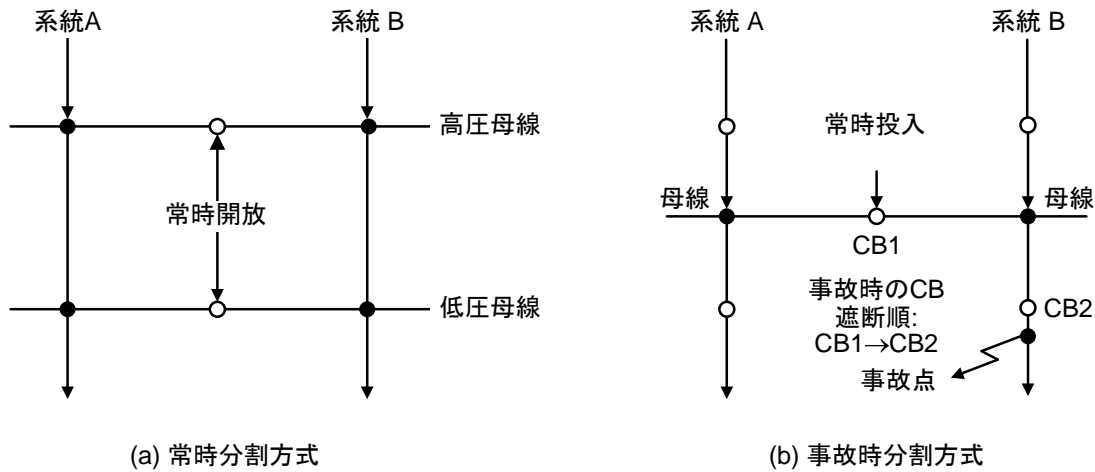 系統A
系統 B
高圧母線
常時開放
低圧母線
(a) 常時分割方式
系統 A
系統 B
常時投入
母線
母線
CB1
事故時のCB
遮断順:
CB1→CB2
CB2
事故点
(b) 事故時分割方式